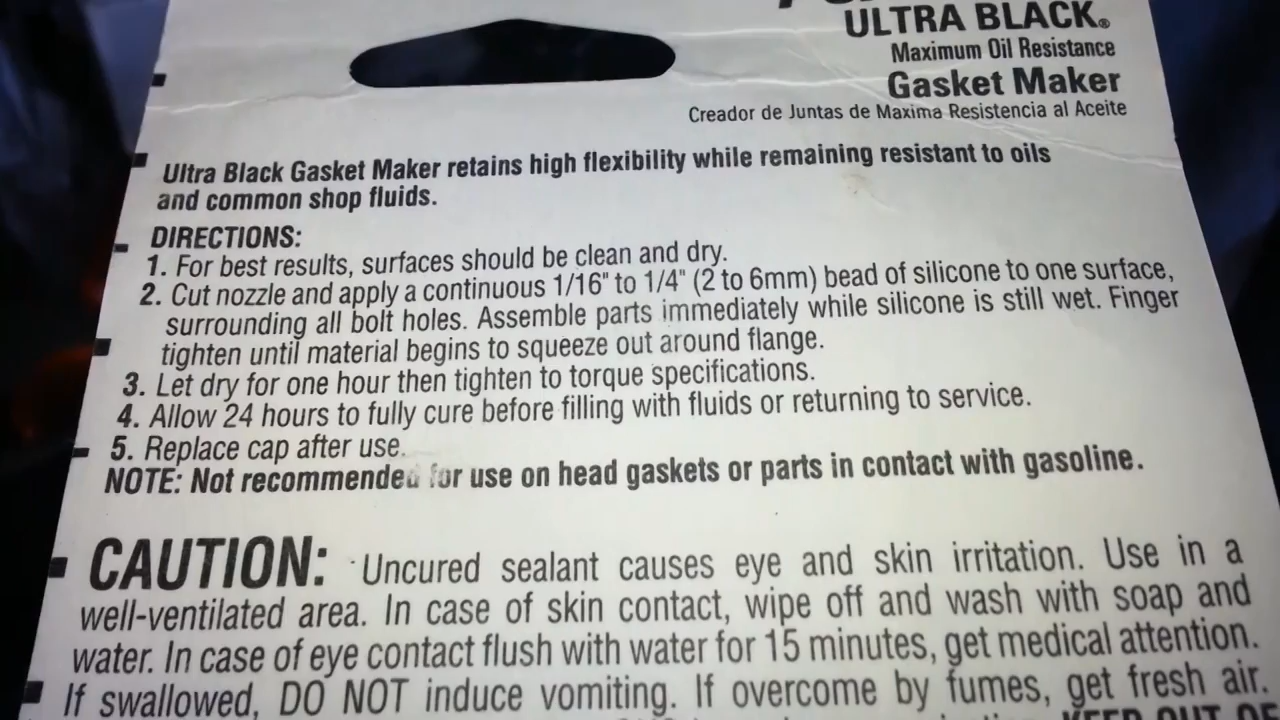 ULTRA BLACK®
Maximum Oil Resistance
Gasket Maker
Creador de Juntas de Maxima Resistencia al Aceite
Ultra Black Gasket Maker retains high flexibility while remaining resistant to oils
and common shop fluids.
DIRECTIONS:
1. For best results, surfaces should be clean and dry.
2. Cut nozzle and apply a continuous 1/16" to 1/4" (2 to 6mm) bead of silicone to one surface,
surrounding all bolt holes. Assemble parts immediately while silicone is still wet. Finger
tighten until material begins to squeeze out around flange.
3. Let dry for one hour then tighten to torque specifications.
4. Allow 24 hours to fully cure before filling with fluids or returning to service.
5. Replace cap after use.
NOTE: Not recommended for use on head gaskets or parts in contact with gasoline.
CAUTION: Uncured sealant causes eye and skin irritation. Use in a
well-ventilated area. In case of skin contact, wipe off and wash with soap and
water. In case of eye contact flush with water for 15 minutes, get medical attention.
If swallowed, DO NOT induce vomiting. If overcome by fumes, get fresh air.
KEEP OUT OF